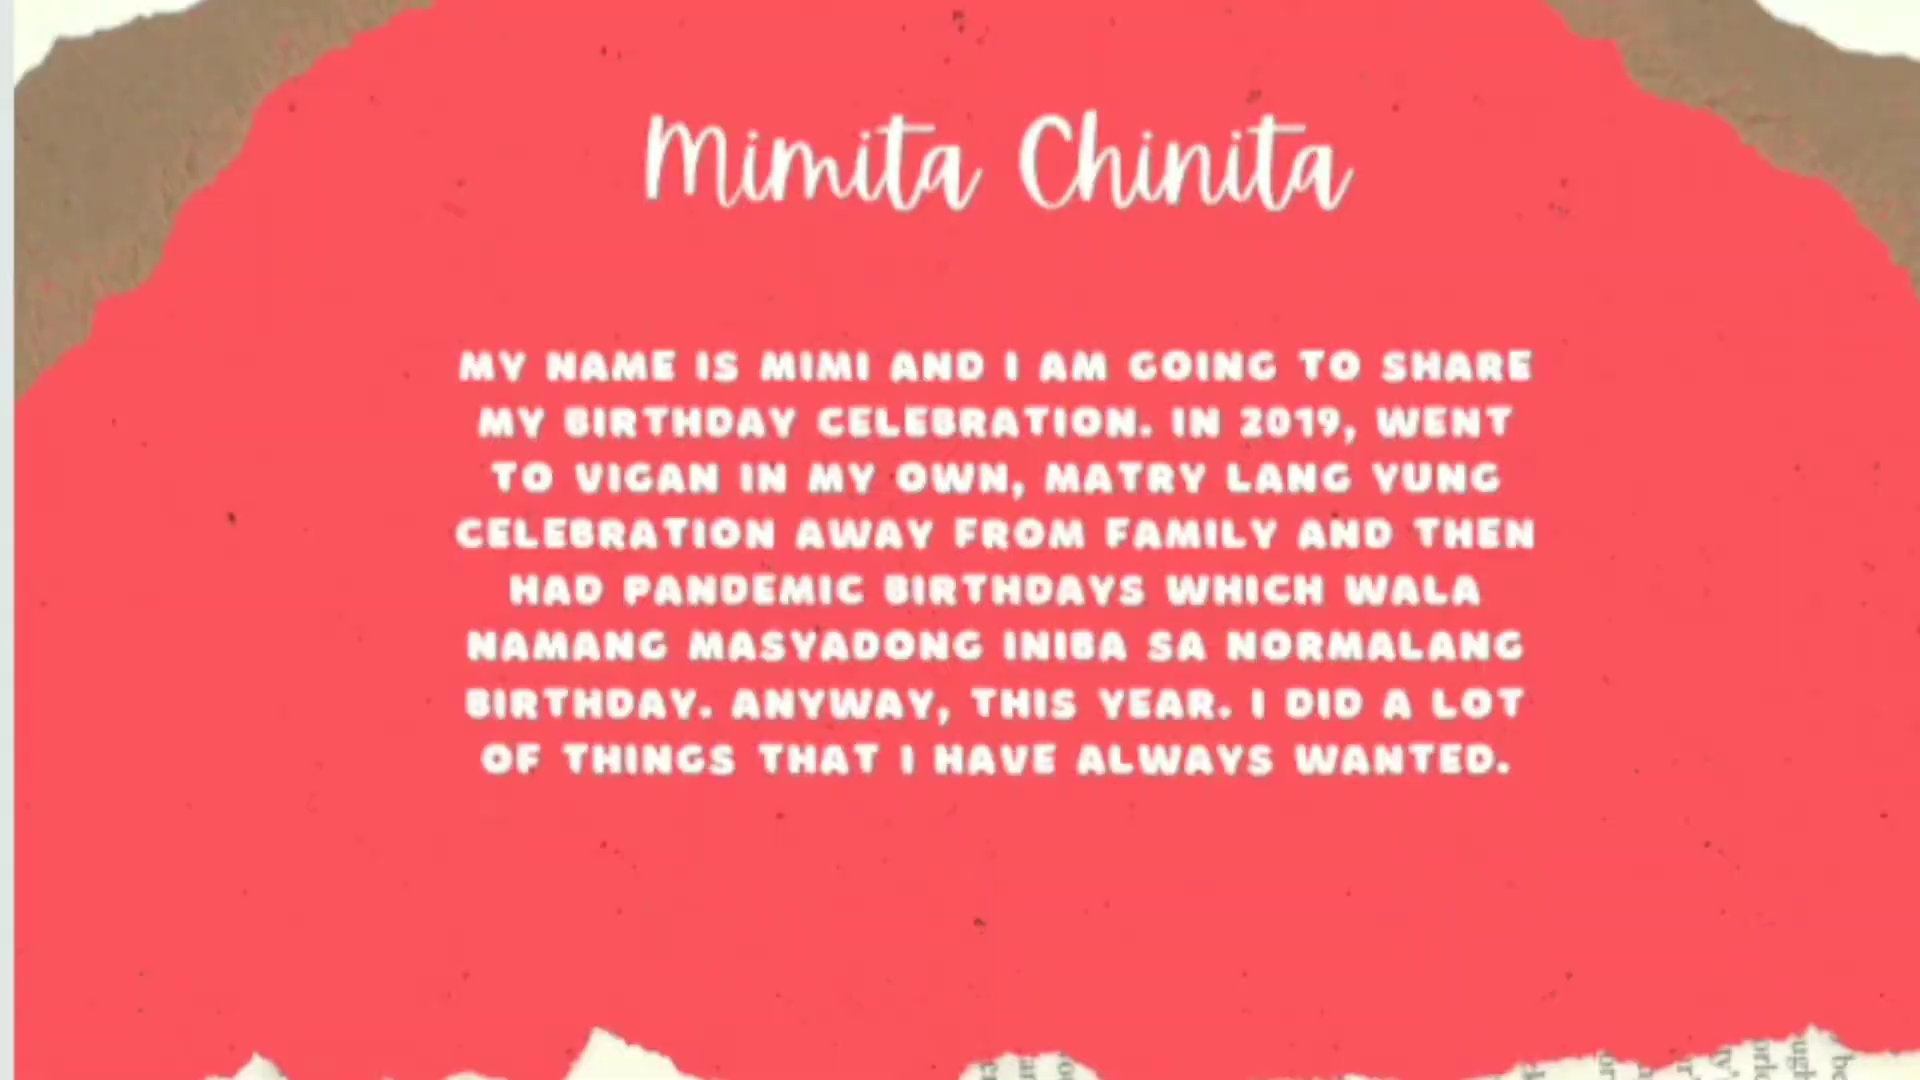 Mimita Chinita
MY NAME IS MIMI AND I AM GOING TO SHARE
MY BIRTHDAY CELEBRATION. IN 2019, WENT
TO VIGAN IN MY OWN, MATRY LANG YUNG
CELEBRATION AWAY FROM FAMILY AND THEN
HAD PANDEMIC BIRTHDAYS WHICH WALA
NAMANG MASYADONG INIBA SA NORMALANG
BIRTHDAY. ANYWAY, THIS YEAR. I DID A LOT
OF THINGS THAT I HAVE ALWAYS WANTED.